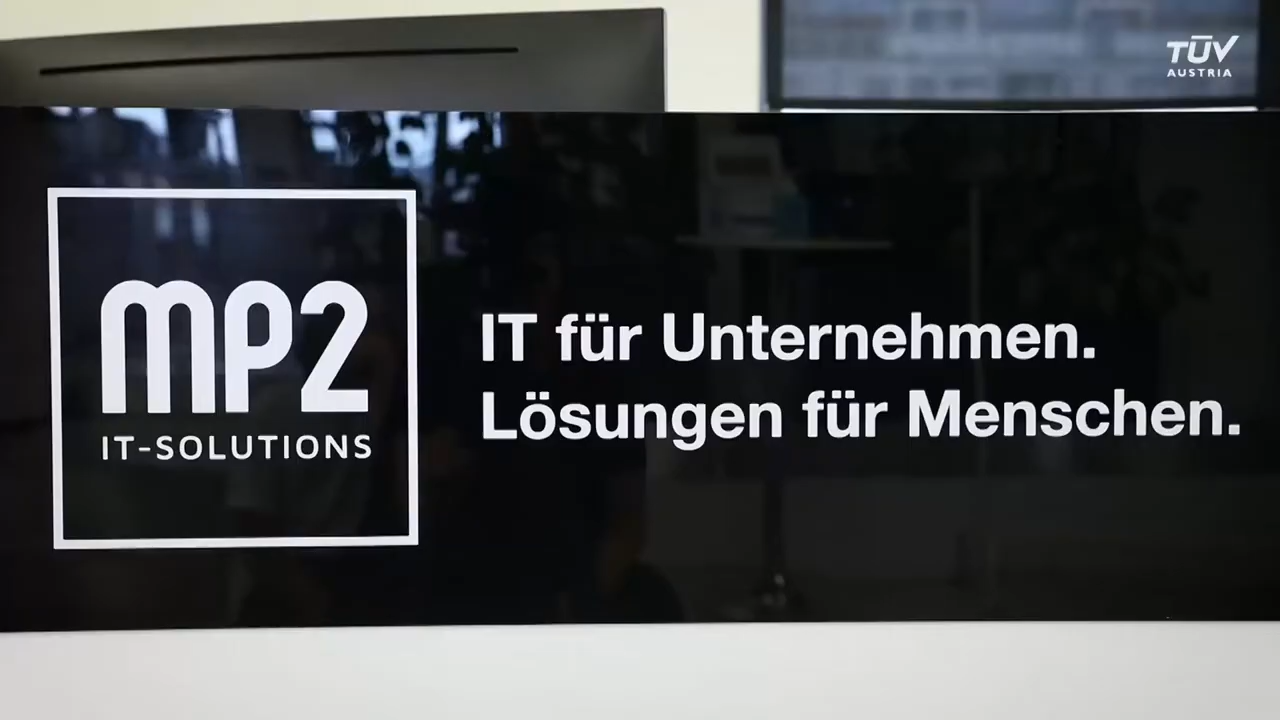 TÜV
AUSTRIA
MP2
IT-SOLUTIONS
IT für Unternehmen.
Lösungen für Menschen.